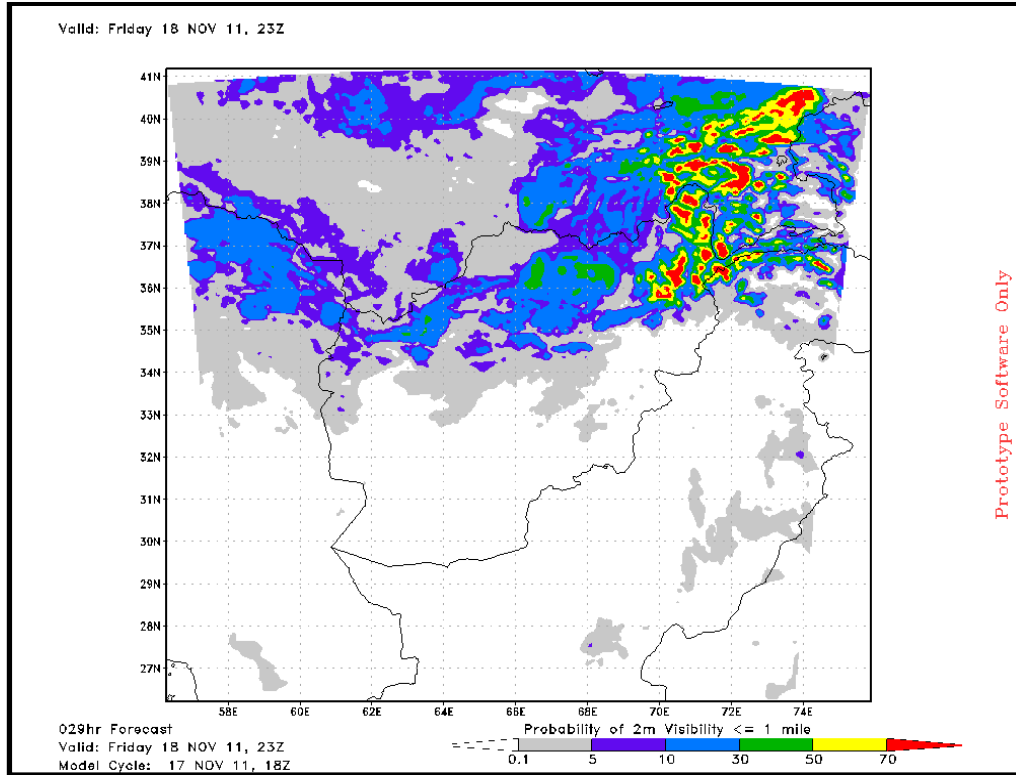 Valid: Friday 18 NOV 11, 23Z
41N
40N
39N
38N
37N
36N
35N
34N
33N
32N
31N
30N
29N
28N
27N
58E 60E 62E 64E 66E 68E 70E 72E 74E
Prototype Software Only
029hr Forecast
Valid: Friday 18 NOV 11, 23Z
Model Cycle: 17 NOV 11, 18Z
Probability of 2m Visibility <= 1 mile
0.1 5 10 30 50 70